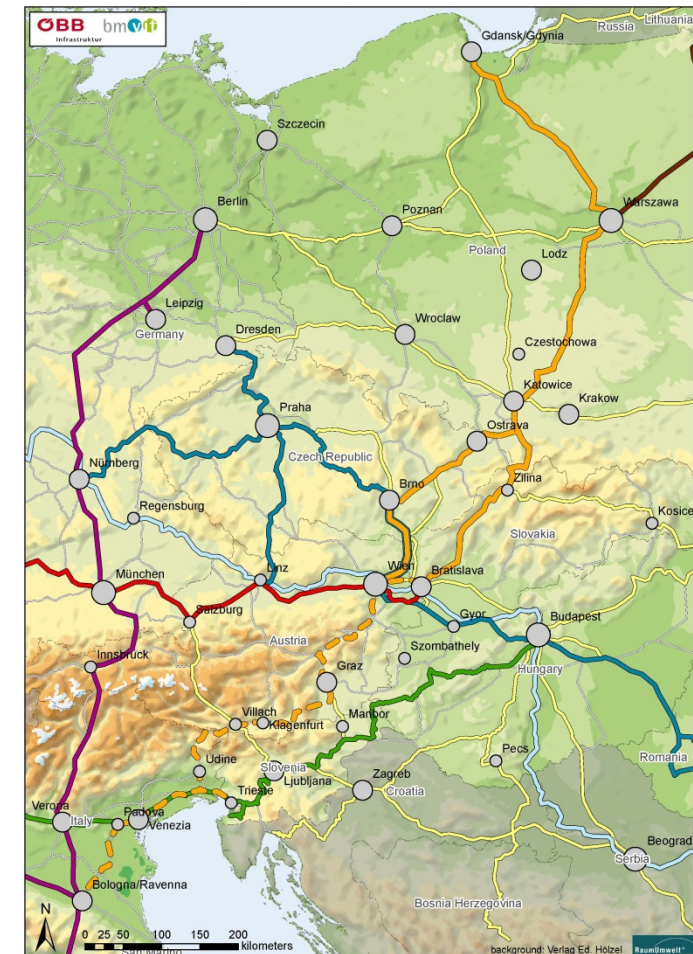 ÖBB
Infrastruktur
bmvit
Gdansk/Gdynia
Russia
Lithuania
Szczecin
Berlin
Poznan
Warszawa
Poland
Lodz
Leipzig
Germany
Dresden
Wroclaw
Czestochowa
Katowice
Krakow
Praha
Ostrava
Czech Republic
Nürnberg
Brno
Zilina
Regensburg
Kosice
Slovakia
Linz
Wien
Bratislava
München
Salzburg
Gyor
Budapest
Austria
Szombathely
Innsbruck
Graz
Hungary
Villach
Klagenfurt
Maribor
Udine
Slovenia
Ljubljana
Pecs
Romania
Zagreb
Croatia
Trieste
Verona
Italy
Padova
Venezia
Beograd
Serbia
Bologna/Ravenna
Bosnia Herzegovina
N
0 25 50 100 150 200
kilometers
San Marino
background: Verlag Ed. Hölzel
RaumUmwelt®